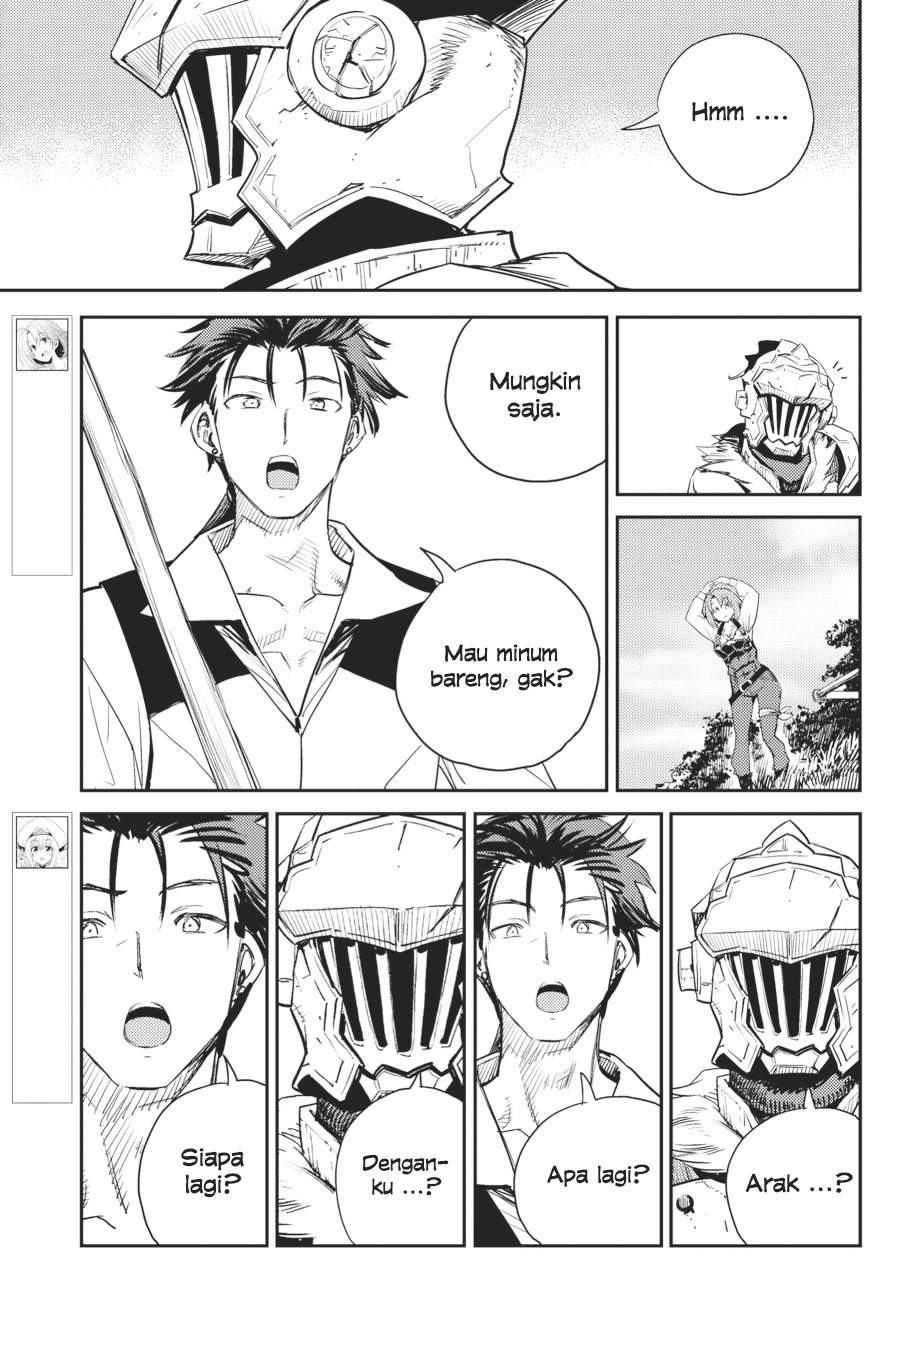 Hmm ....
Mungkin
saja.
Mau minum
bareng, gak?
Arak ...?
Apa lagi?
Dengan-
ku ...?
Siapa
lagi?